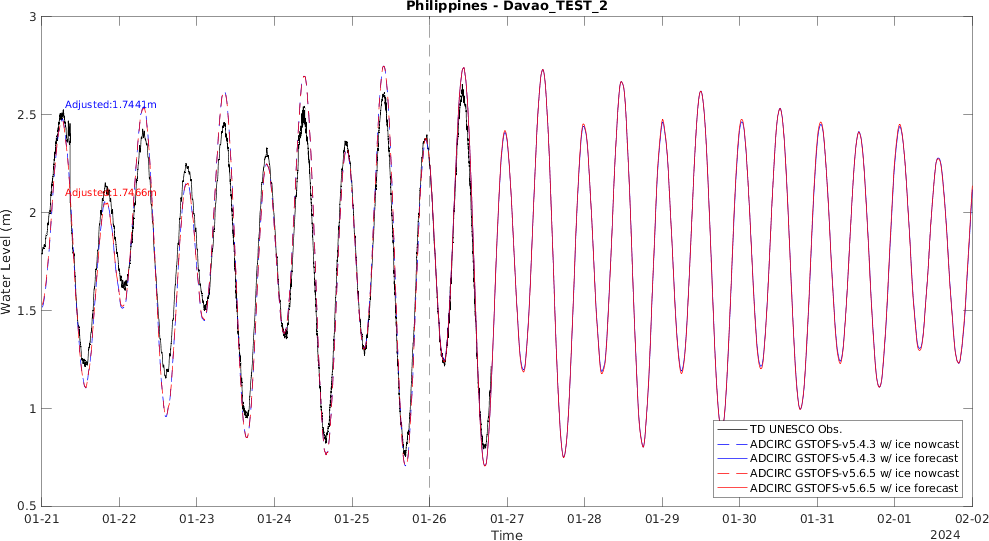 Philippines - Davao_TEST_2
Water Level (m)
3
2.5
2
1.5
1
0.5
Adjusted:1.7441m
Adjusted:1.7466m
TD UNESCO Obs.
ADCIRC GSTOFS-v5.4.3 w/ ice nowcast
ADCIRC GSTOFS-v5.4.3 w/ ice forecast
ADCIRC GSTOFS-v5.6.5 w/ ice nowcast
ADCIRC GSTOFS-v5.6.5 w/ ice forecast
01-21 01-22 01-23 01-24 01-25 01-26 01-27 01-28 01-29 01-30 01-31 02-01 02-02
Time
2024